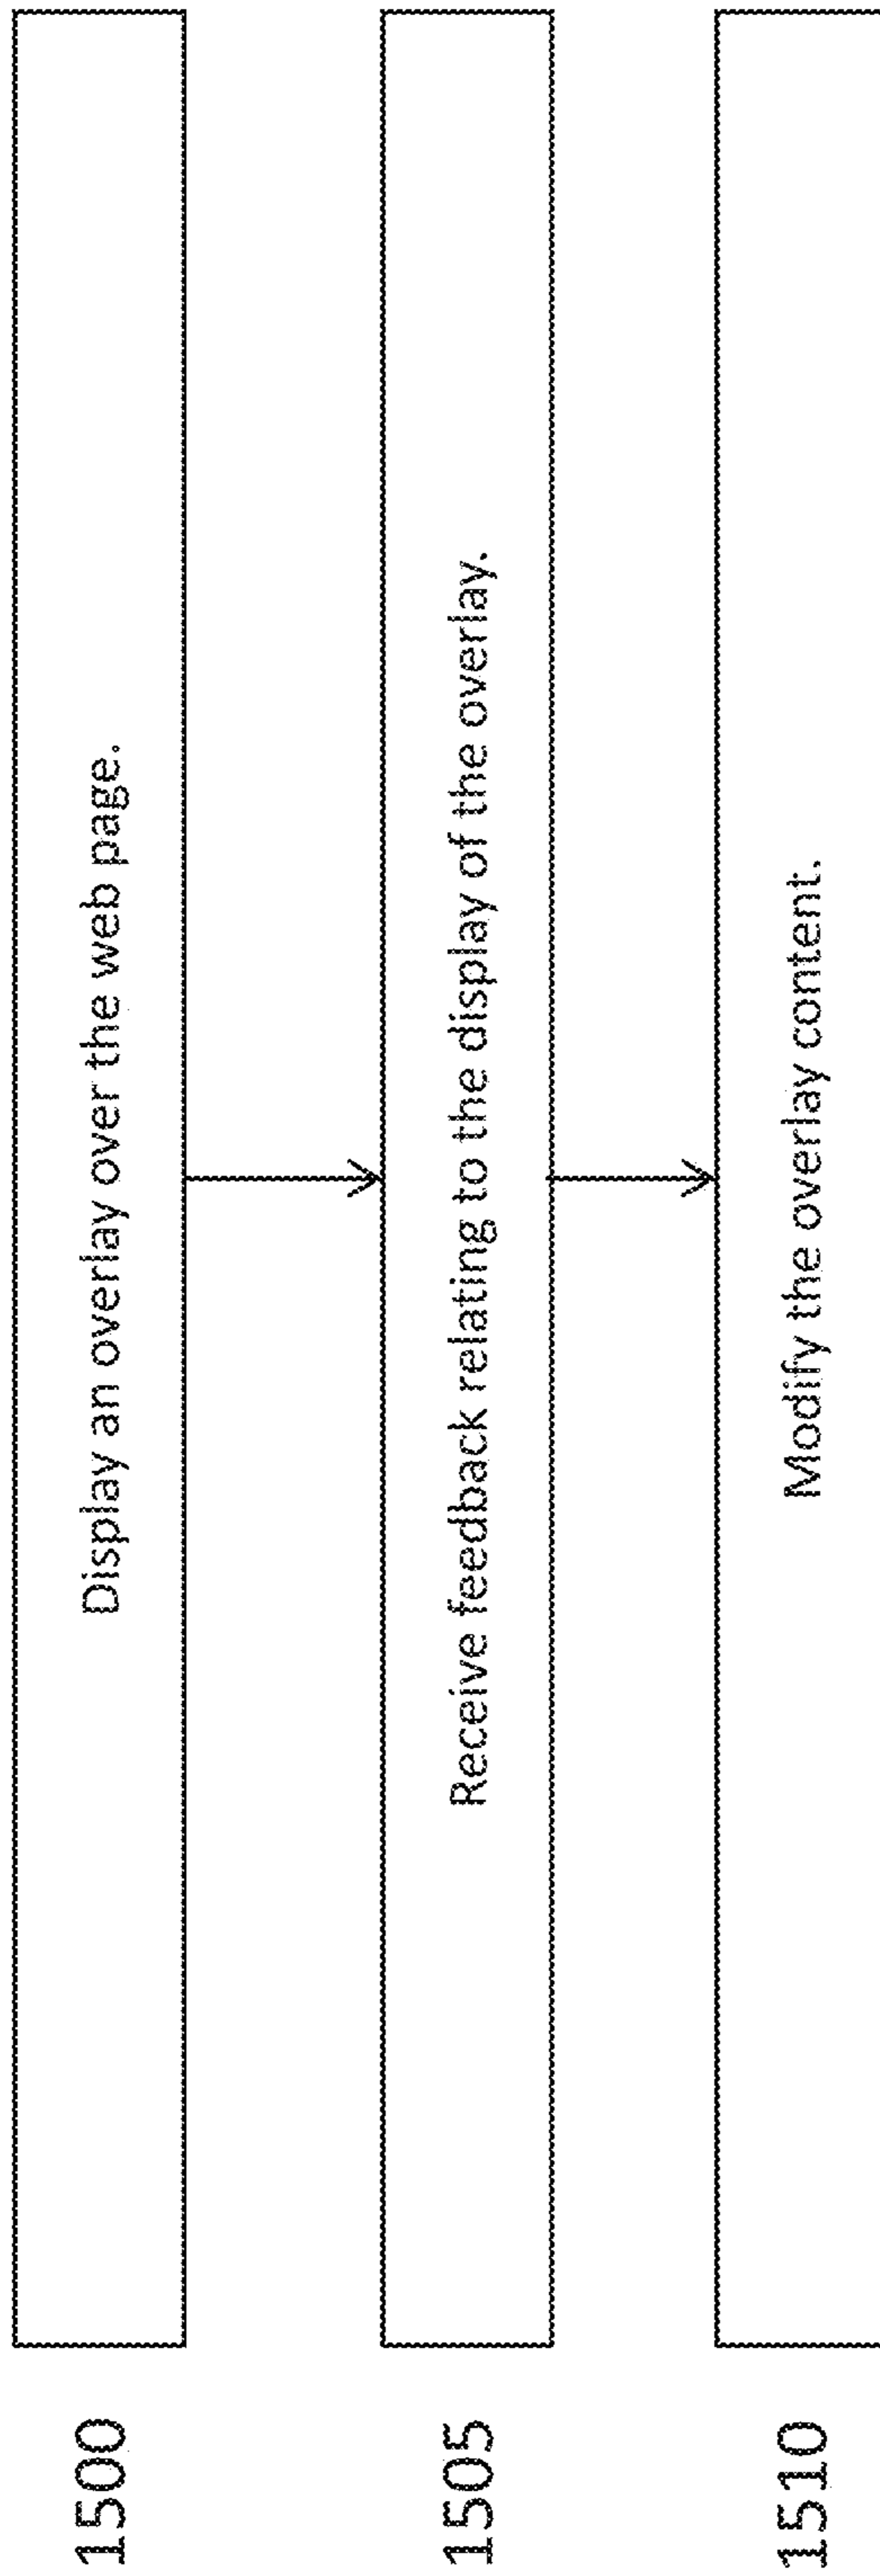 1500
Display an overlay over the web page.
1505
Receive feedback relating to the display of the overlay.
1510
Modify the overlay content.